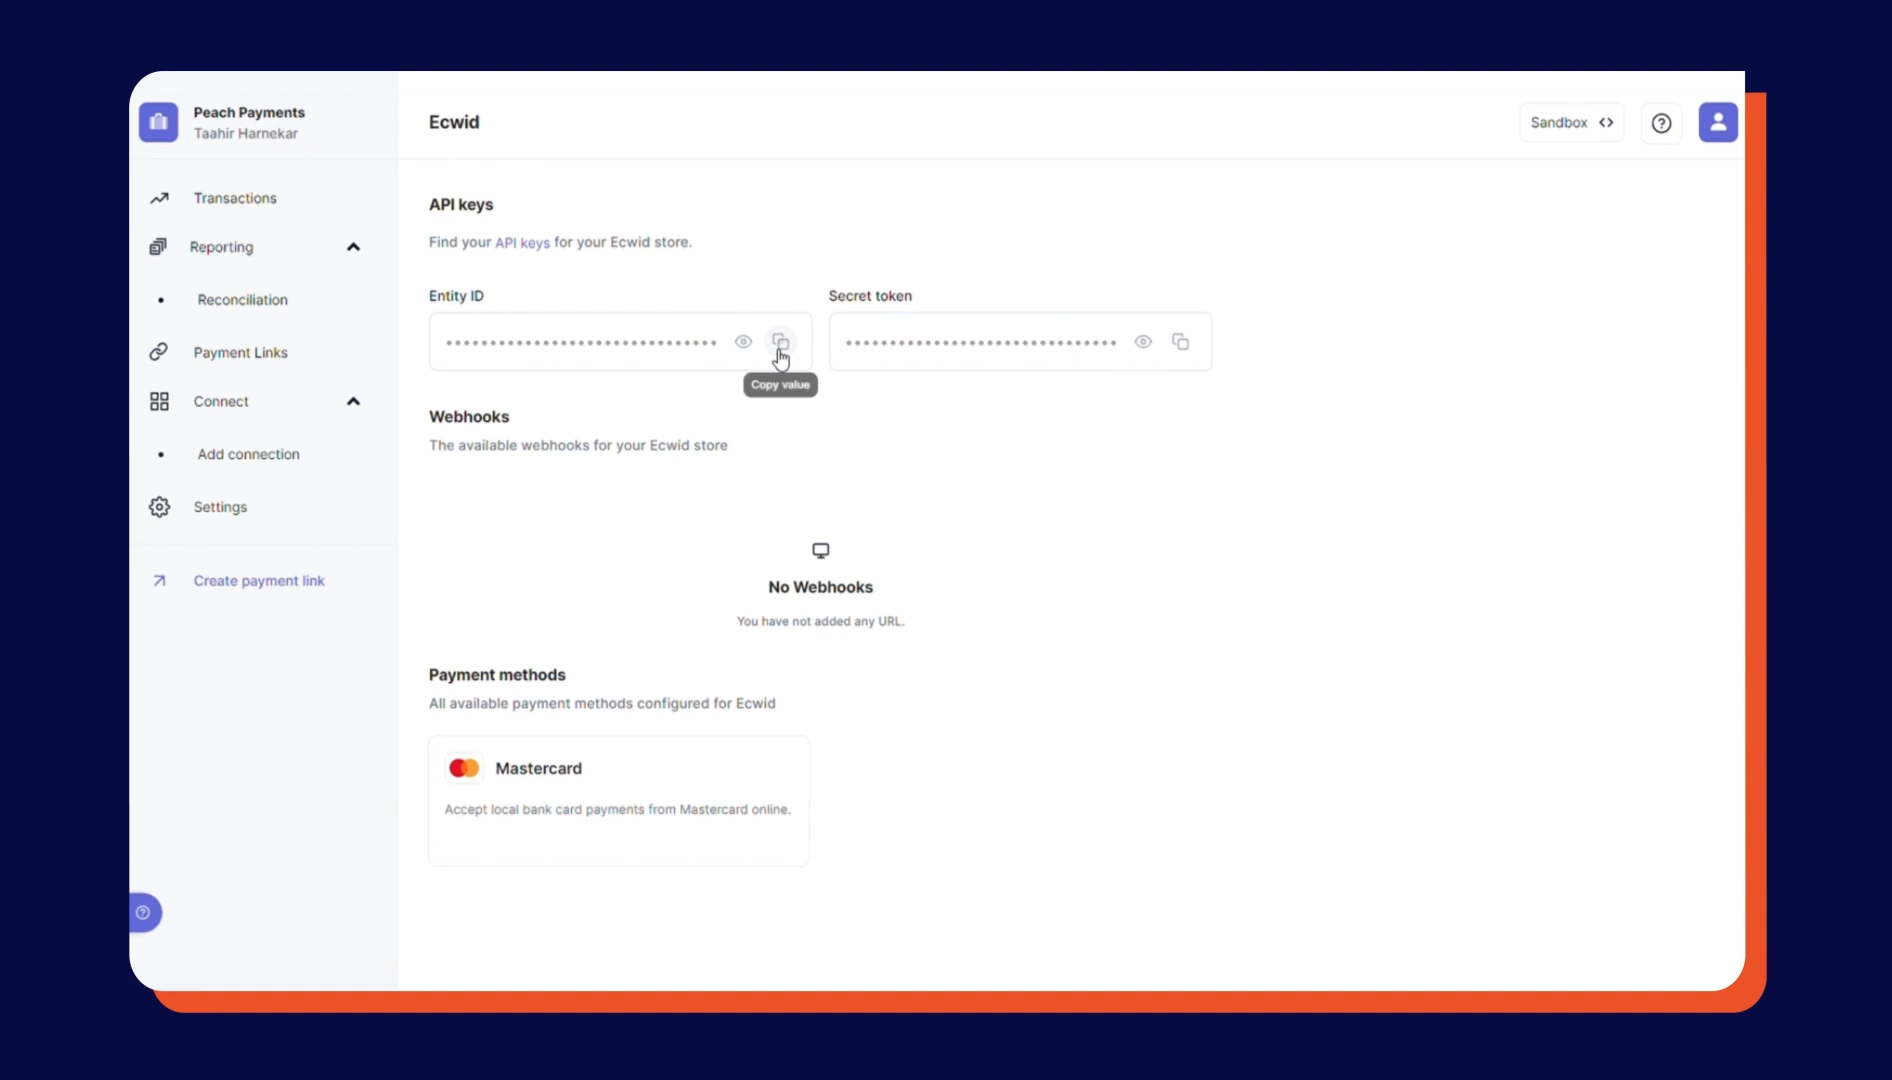 Peach Payments
Taahir Harnekar
Ecwid
Sandbox
Transactions
Reporting
Reconciliation
Payment Links
Connect
Add connection
Settings
Create payment link
API keys
Find your API keys for your Ecwid store.
Entity ID
Secret token
Copy value
Webhooks
The available webhooks for your Ecwid store
No Webhooks
You have not added any URL.
Payment methods
All available payment methods configured for Ecwid
Mastercard
Accept local bank card payments from Mastercard online.